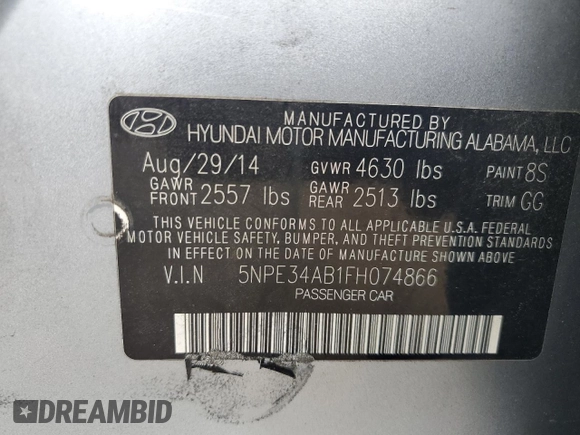 MANUFACTURED BY
HYUNDAI MOTOR MANUFACTURING ALABAMA, LLC
Aug/29/14 GVWR 4630 lbs PAINT 8S
GAWR FRONT 2557 lbs GAWR REAR 2513 lbs TRIM GG
THIS VEHICLE CONFORMS TO ALL APPLICABLE U.S.A. FEDERAL
MOTOR VEHICLE SAFETY, BUMPER, AND THEFT PREVENTION STANDARDS
IN EFFECT ON THE DATE OF MANUFACTURE SHOWN ABOVE.
V.I.N 5NPE34AB1FH074866
PASSENGER CAR
DREAMBID